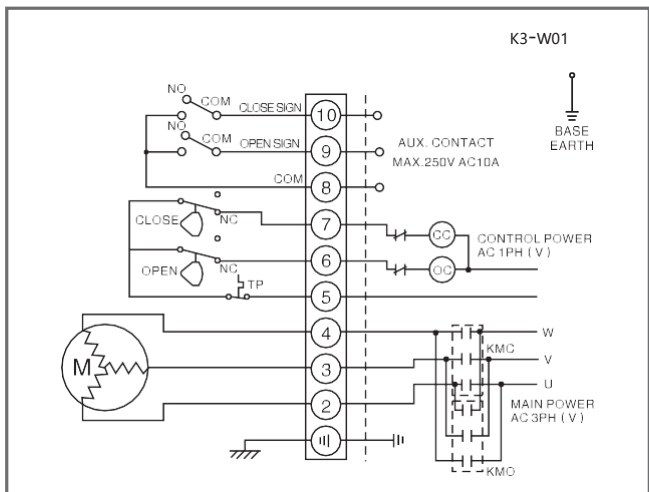 K3-W01
NO
COM
CLOSE SIGN
10
BASE
EARTH
NO
COM
OPEN SIGN
9
AUX. CONTACT
MAX.250V AC10A
COM
8
CLOSE
NC
7
CC
CONTROL POWER
AC 1PH ( V )
OPEN
NC
6
OC
TP
5
4
W
KMC
M
3
V
2
U
MAIN POWER
AC 3PH ( V )
KMO